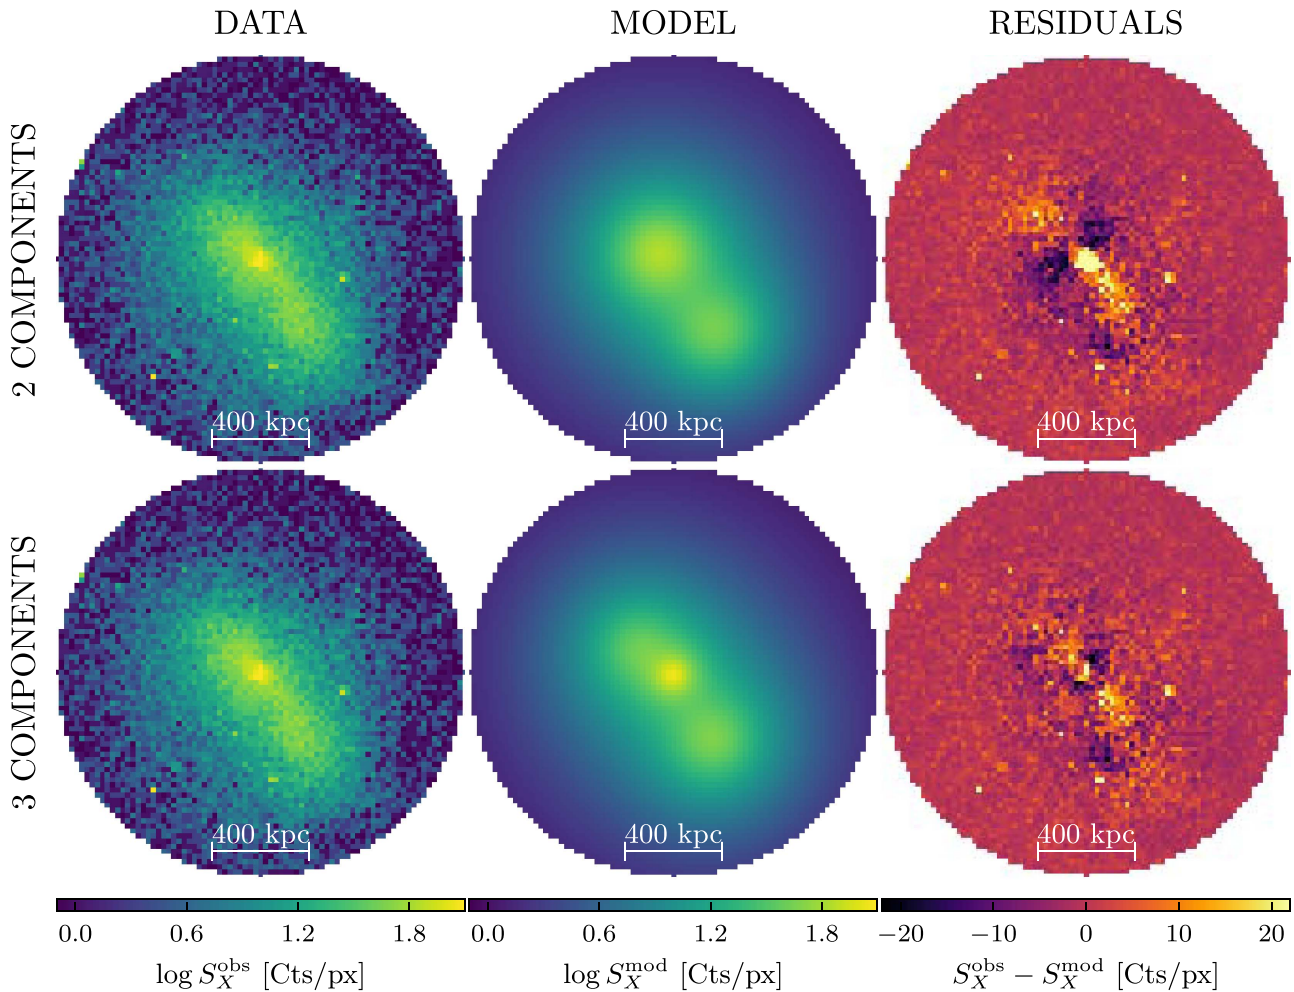 DATA MODEL RESIDUALS
2 COMPONENTS
400 kpc 400 kpc 400 kpc
3 COMPONENTS
400 kpc 400 kpc 400 kpc
0.0 0.6 1.2 1.8 0.0 0.6 1.2 1.8 −20 −10 0 10 20
log S_X^obs [Cts/px] log S_X^mod [Cts/px] S_X^obs − S_X^mod [Cts/px]